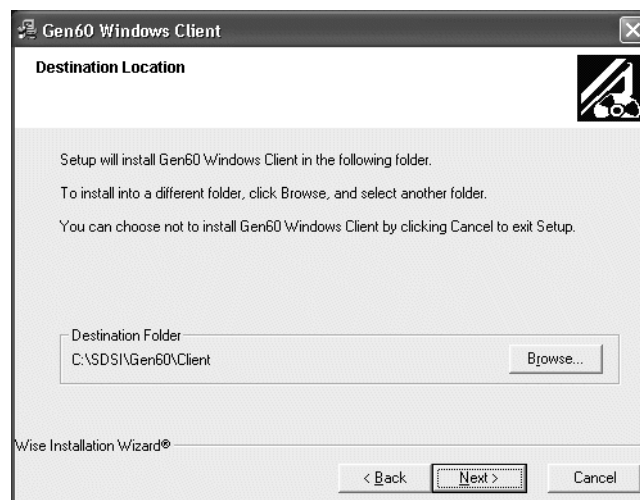 Gen60 Windows Client
Destination Location
Setup will install Gen60 Windows Client in the following folder.
To install into a different folder, click Browse, and select another folder.
You can choose not to install Gen60 Windows Client by clicking Cancel to exit Setup.
Destination Folder
C:\SDSI\Gen60\Client
Browse...
Wise Installation Wizard®
< Back
Next >
Cancel